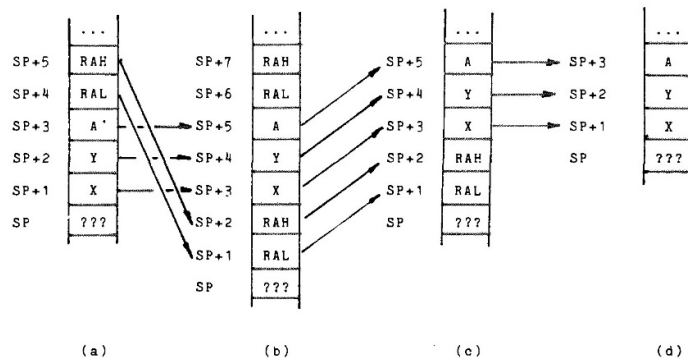 ... ... ... ...
SP+5 RAH SP+7 RAH SP+5 A SP+3 A
SP+4 RAL SP+6 RAL SP+4 Y SP+2 Y
SP+3 A SP+5 A SP+3 X SP+1 X
SP+2 Y SP+4 Y SP+2 RAH SP ???
SP+1 X SP+3 X SP+1 RAL
SP ??? SP+2 RAH SP ???
SP+1 RAL
SP ???
(a) (b) (c) (d)